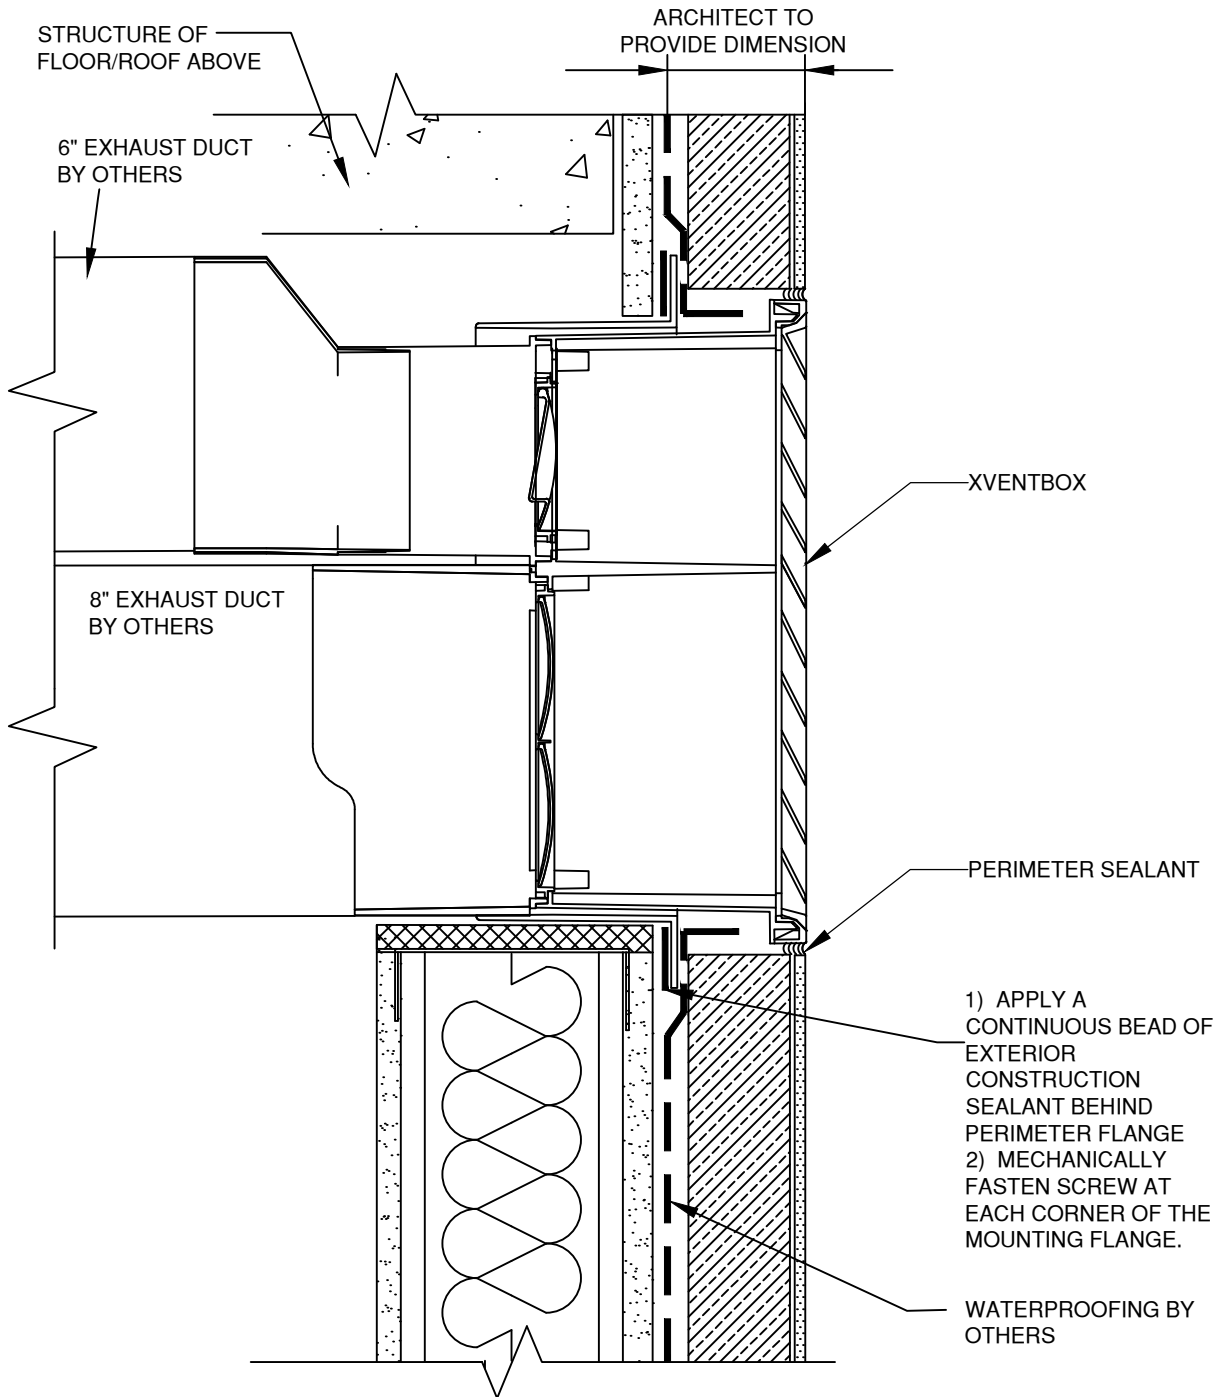 ARCHITECT TO
PROVIDE DIMENSION
STRUCTURE OF
FLOOR/ROOF ABOVE
6" EXHAUST DUCT
BY OTHERS
XVENTBOX
8" EXHAUST DUCT
BY OTHERS
PERIMETER SEALANT
1) APPLY A
CONTINUOUS BEAD OF
EXTERIOR
CONSTRUCTION
SEALANT BEHIND
PERIMETER FLANGE
2) MECHANICALLY
FASTEN SCREW AT
EACH CORNER OF THE
MOUNTING FLANGE.
WATERPROOFING BY
OTHERS